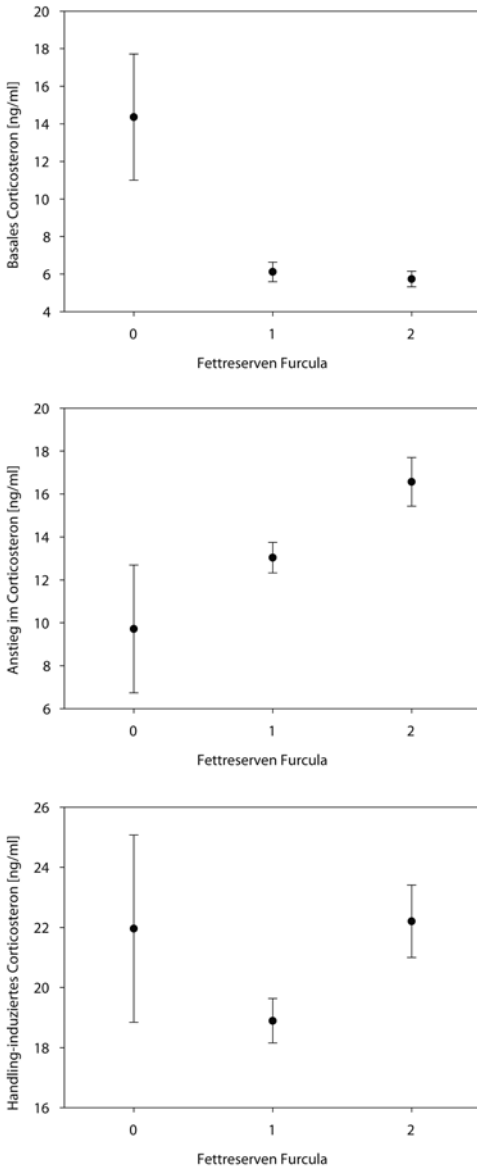 Basales Corticosteron [ng/ml]
20
18
16
14
12
10
8
6
4
0 1 2
Fettreserven Furcula
Anstieg im Corticosteron [ng/ml]
20
18
16
14
12
10
8
6
0 1 2
Fettreserven Furcula
Handling-induziertes Corticosteron [ng/ml]
26
24
22
20
18
16
0 1 2
Fettreserven Furcula